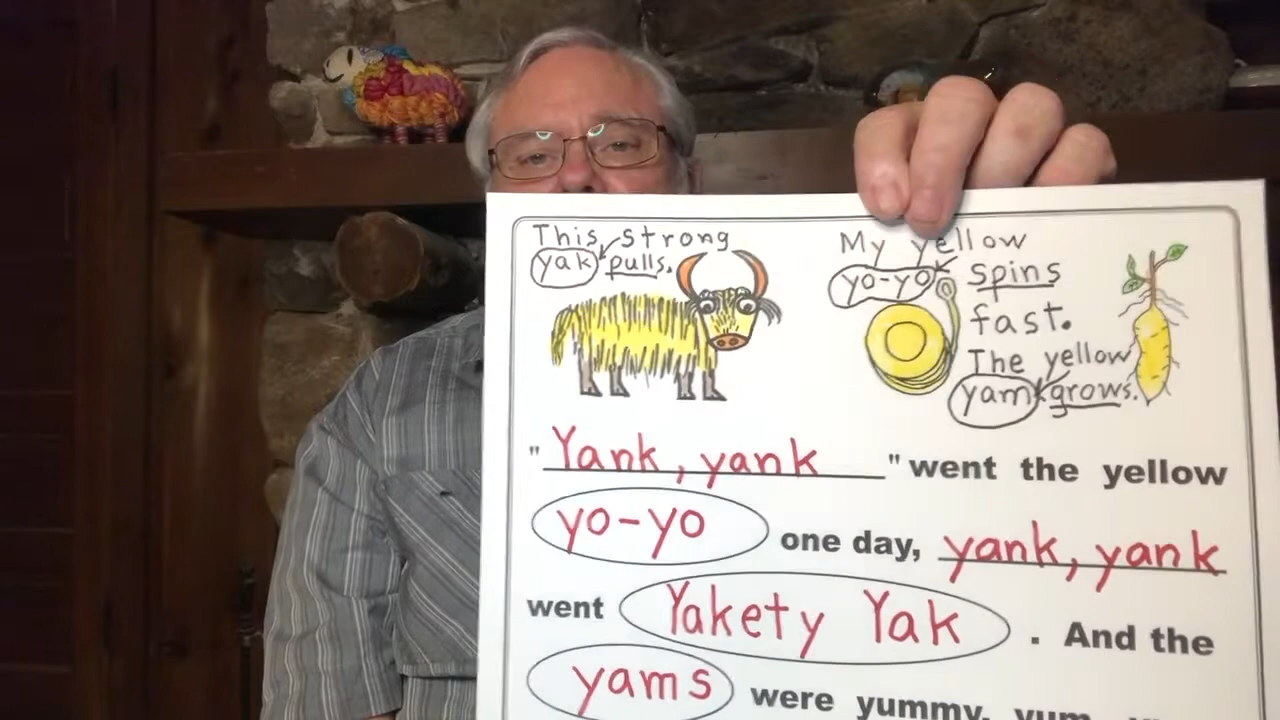 This strong
yak pulls.
My yellow
yo-yo spins
fast.
The yellow
yam grows.
"Yank, yank" went the yellow
yo-yo one day, yank, yank
went Yakety Yak. And the
yams were yummy, yum